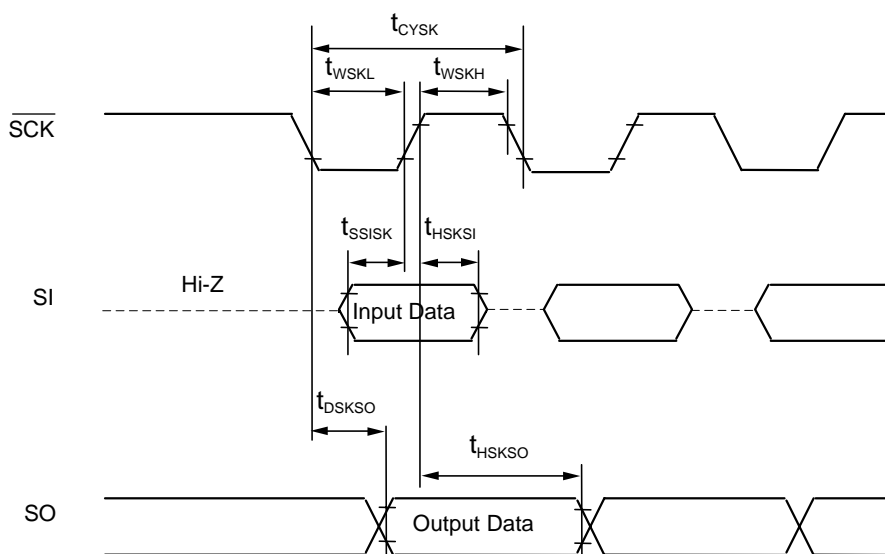 tCYSK
tWSKL tWSKH
SCK
tSSISK tHSKSI
Hi-Z
SI
Input Data
tDSKSO
tHSKSO
SO
Output Data